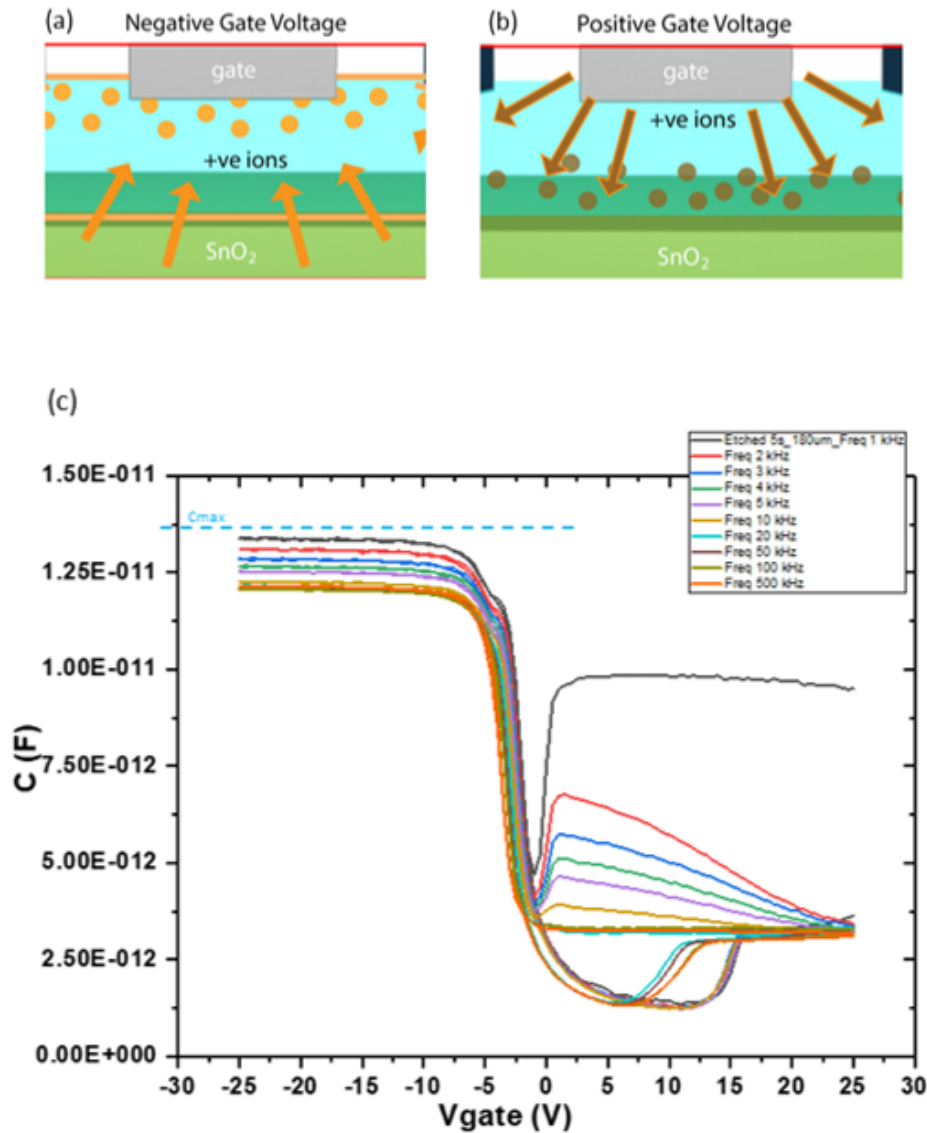 (a)
Negative Gate Voltage
gate
+ve ions
SnO₂
(b)
Positive Gate Voltage
gate
+ve ions
SnO₂
(c)
Etched 5s_180um_Freq 1 kHz
Freq 2 kHz
Freq 3 kHz
Freq 4 kHz
Freq 5 kHz
Freq 10 kHz
Freq 20 kHz
Freq 50 kHz
Freq 100 kHz
Freq 500 kHz
1.50E-011
Cmax
1.25E-011
1.00E-011
7.50E-012
5.00E-012
2.50E-012
0.00E+000
C (F)
-30 -25 -20 -15 -10 -5 0 5 10 15 20 25 30
Vgate (V)